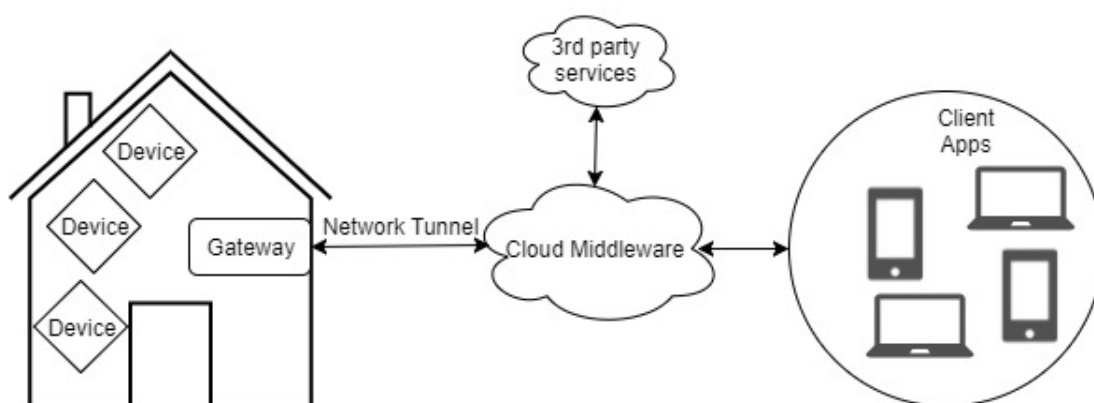 3rd party
services
Client
Apps
Device
Device
Network Tunnel
Gateway
Cloud Middleware
Device